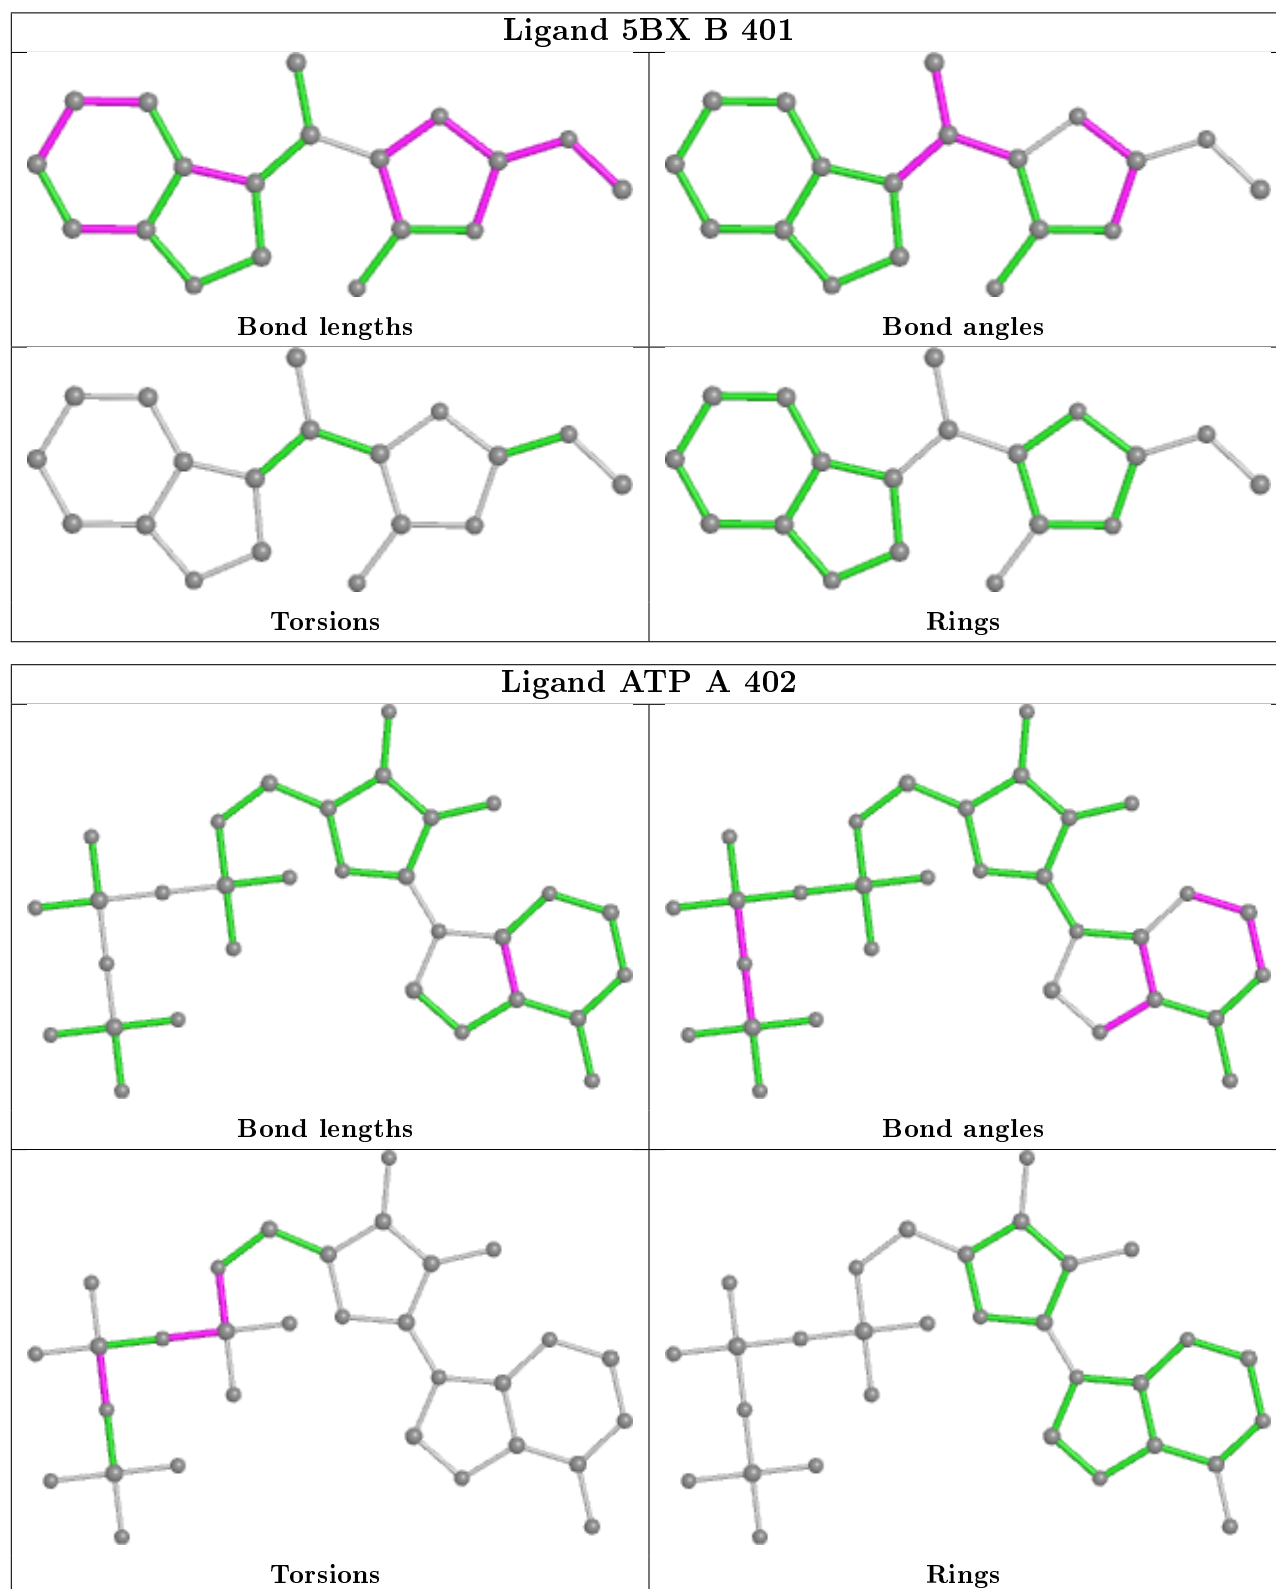 Ligand 5BX B 401
Bond lengths
Bond angles
Torsions
Rings
Ligand ATP A 402
Bond lengths
Bond angles
Torsions
Rings